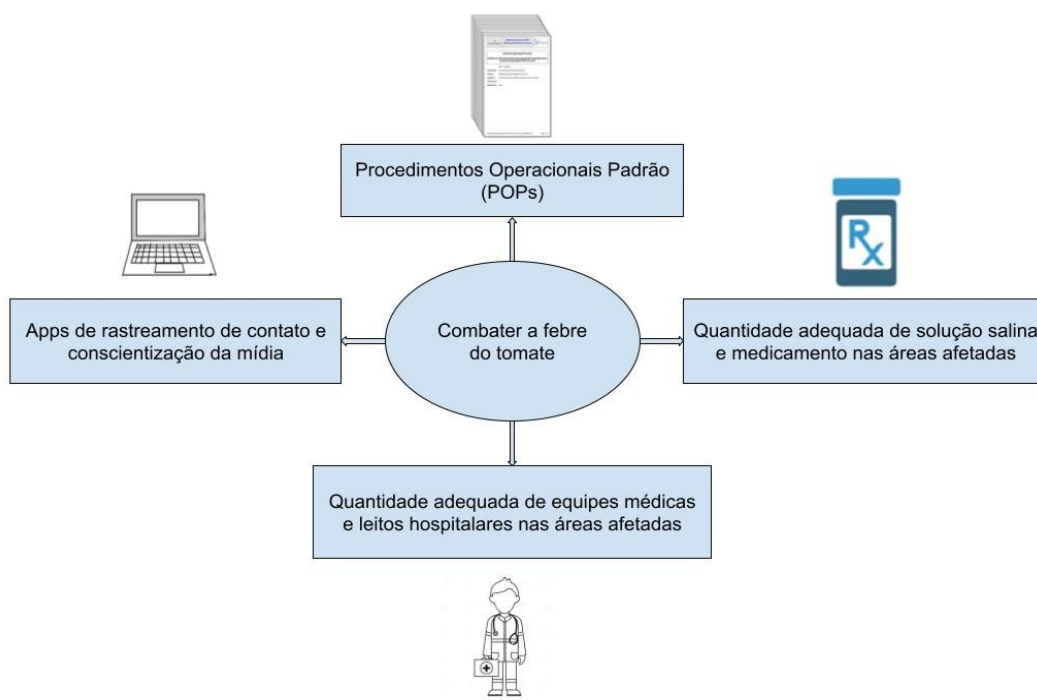 Procedimentos Operacionais Padrão
(POPs)
Rx
Apps de rastreamento de contato e
conscientização da mídia
Combater a febre
do tomate
Quantidade adequada de solução salina
e medicamento nas áreas afetadas
Quantidade adequada de equipes médicas
e leitos hospitalares nas áreas afetadas